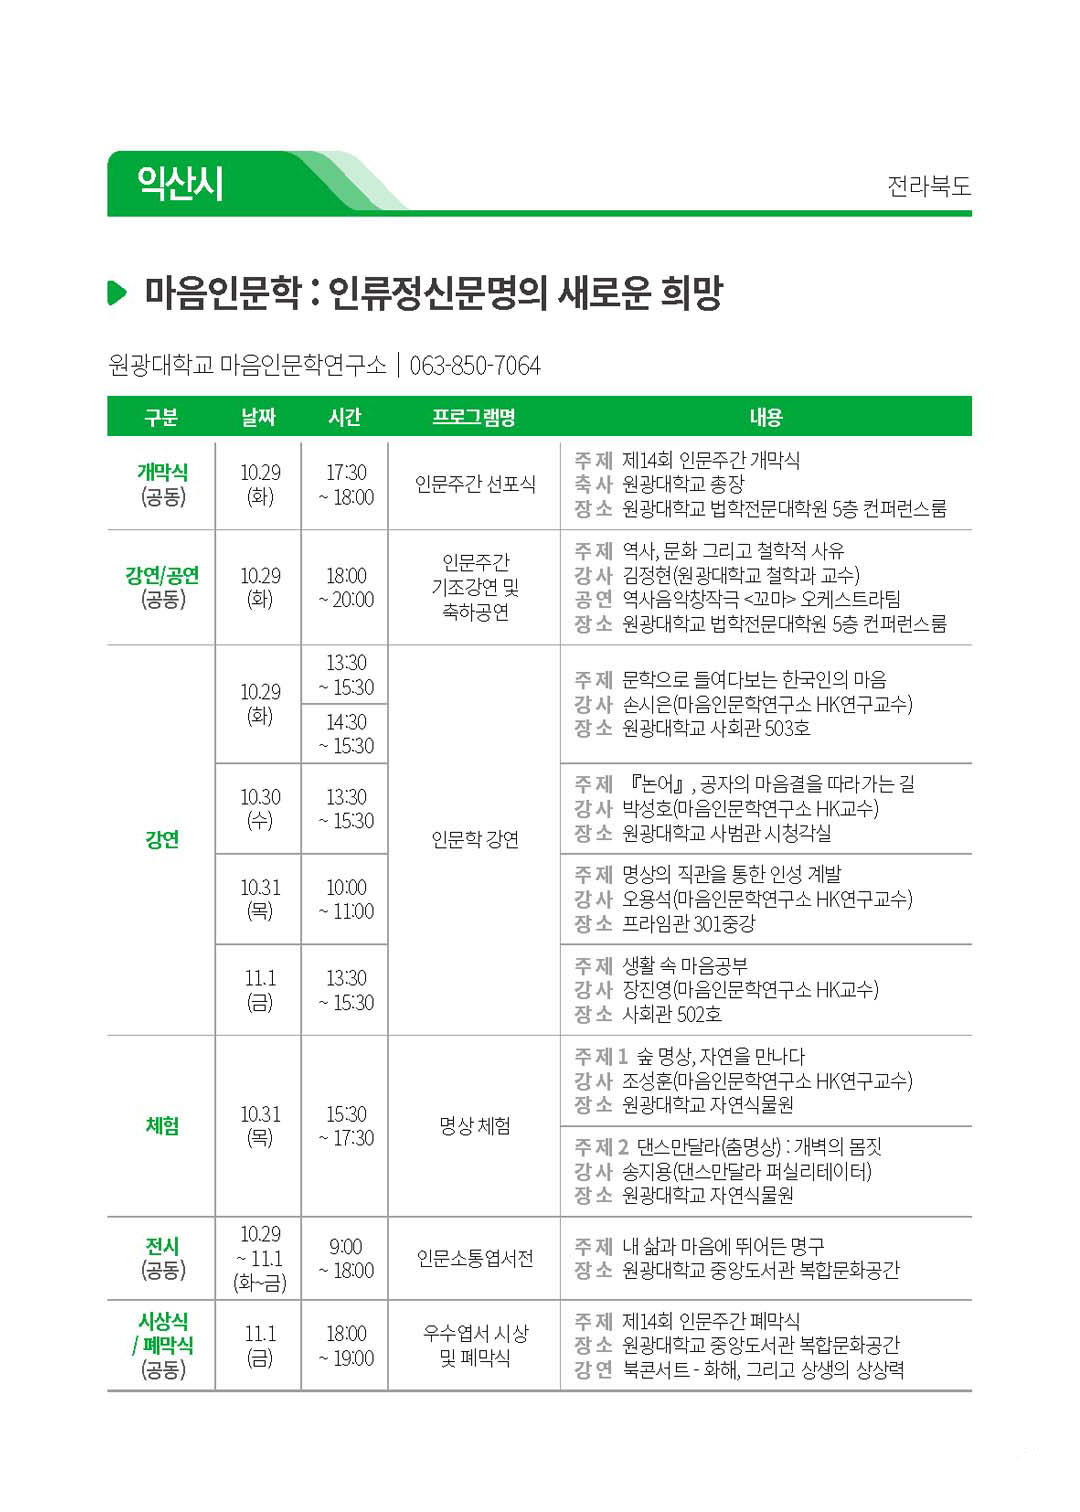 익산시
전라북도
마음인문학 : 인류정신문명의 새로운 희망
원광대학교 마음인문학연구소 | 063-850-7064
구분 날짜 시간 프로그램명 내용
개막식
(공동)
10.29
(화)
17:30
~ 18:00
인문주간 선포식
주제 제14회 인문주간 개막식
축사 원광대학교 총장
장소 원광대학교 법학전문대학원 5층 컨퍼런스룸
강연/공연
(공동)
10.29
(화)
18:00
~ 20:00
인문주간
기조강연 및
축하공연
주제 역사, 문화 그리고 철학적 사유
강사 김정현(원광대학교 철학과 교수)
공연 역사음악창작극 <꼬마> 오케스트라팀
장소 원광대학교 법학전문대학원 5층 컨퍼런스룸
강연
10.29
(화)
13:30
~ 15:30
14:30
~ 15:30
인문학 강연
주제 문학으로 들여다보는 한국인의 마음
강사 손시은(마음인문학연구소 HK연구교수)
장소 원광대학교 사회관 503호
10.30
(수)
13:30
~ 15:30
주제 『논어』, 공자의 마음결을 따라가는 길
강사 박성호(마음인문학연구소 HK교수)
장소 원광대학교 사범관 시청각실
10.31
(목)
10:00
~ 11:00
주제 명상의 직관을 통한 인성 계발
강사 오용석(마음인문학연구소 HK연구교수)
장소 프라임관 301중강
11.1
(금)
13:30
~ 15:30
주제 생활 속 마음공부
강사 장진영(마음인문학연구소 HK교수)
장소 사회관 502호
체험
10.31
(목)
15:30
~ 17:30
명상 체험
주제 1 숲 명상, 자연을 만나다
강사 조성훈(마음인문학연구소 HK연구교수)
장소 원광대학교 자연식물원
주제 2 댄스만달라(춤명상) : 개벽의 몸짓
강사 송지용(댄스만달라 퍼실리테이터)
장소 원광대학교 자연식물원
전시
(공동)
10.29
~ 11.1
(화~금)
9:00
~ 18:00
인문소통엽서전
주제 내 삶과 마음에 뛰어든 명구
장소 원광대학교 중앙도서관 복합문화공간
시상식
/ 폐막식
(공동)
11.1
(금)
18:00
~ 19:00
우수엽서 시상
및 폐막식
주제 제14회 인문주간 폐막식
장소 원광대학교 중앙도서관 복합문화공간
강연 북콘서트 - 화해, 그리고 상생의 상상력